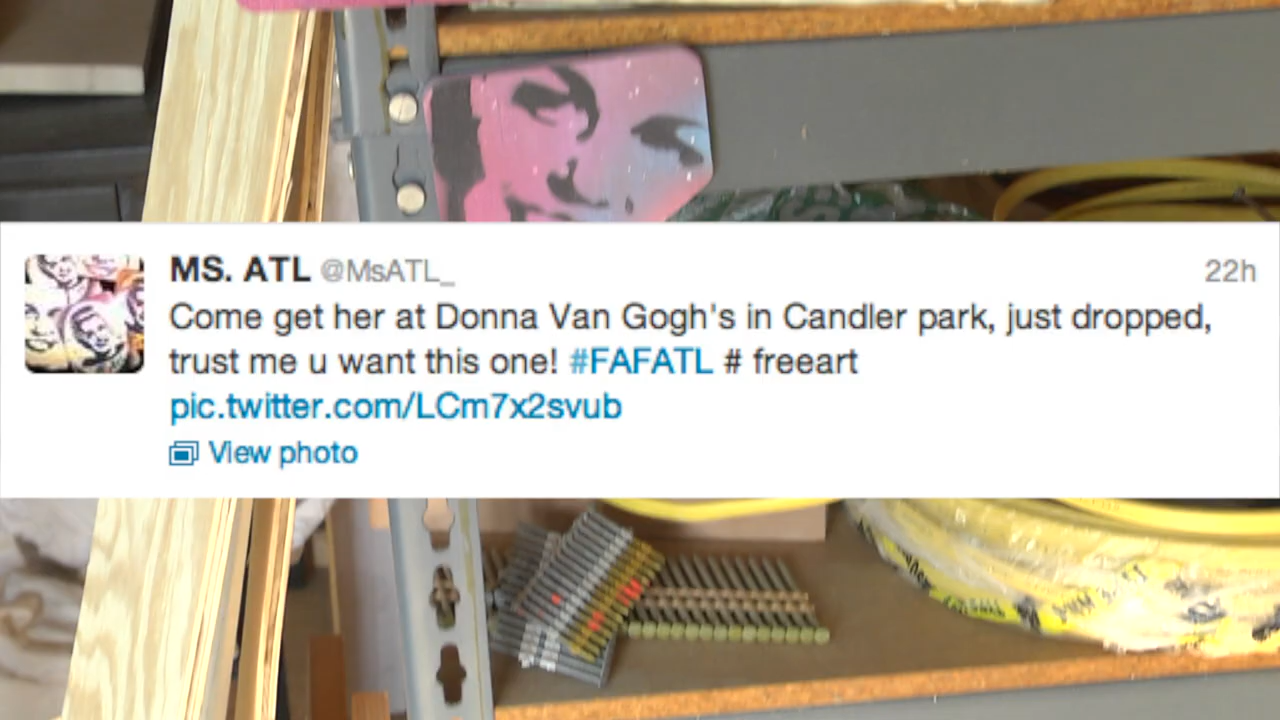 MS. ATL @MsATL_ 22h
Come get her at Donna Van Gogh's in Candler park, just dropped,
trust me u want this one! #FAFATL # freeart
pic.twitter.com/LCm7x2svub
View photo